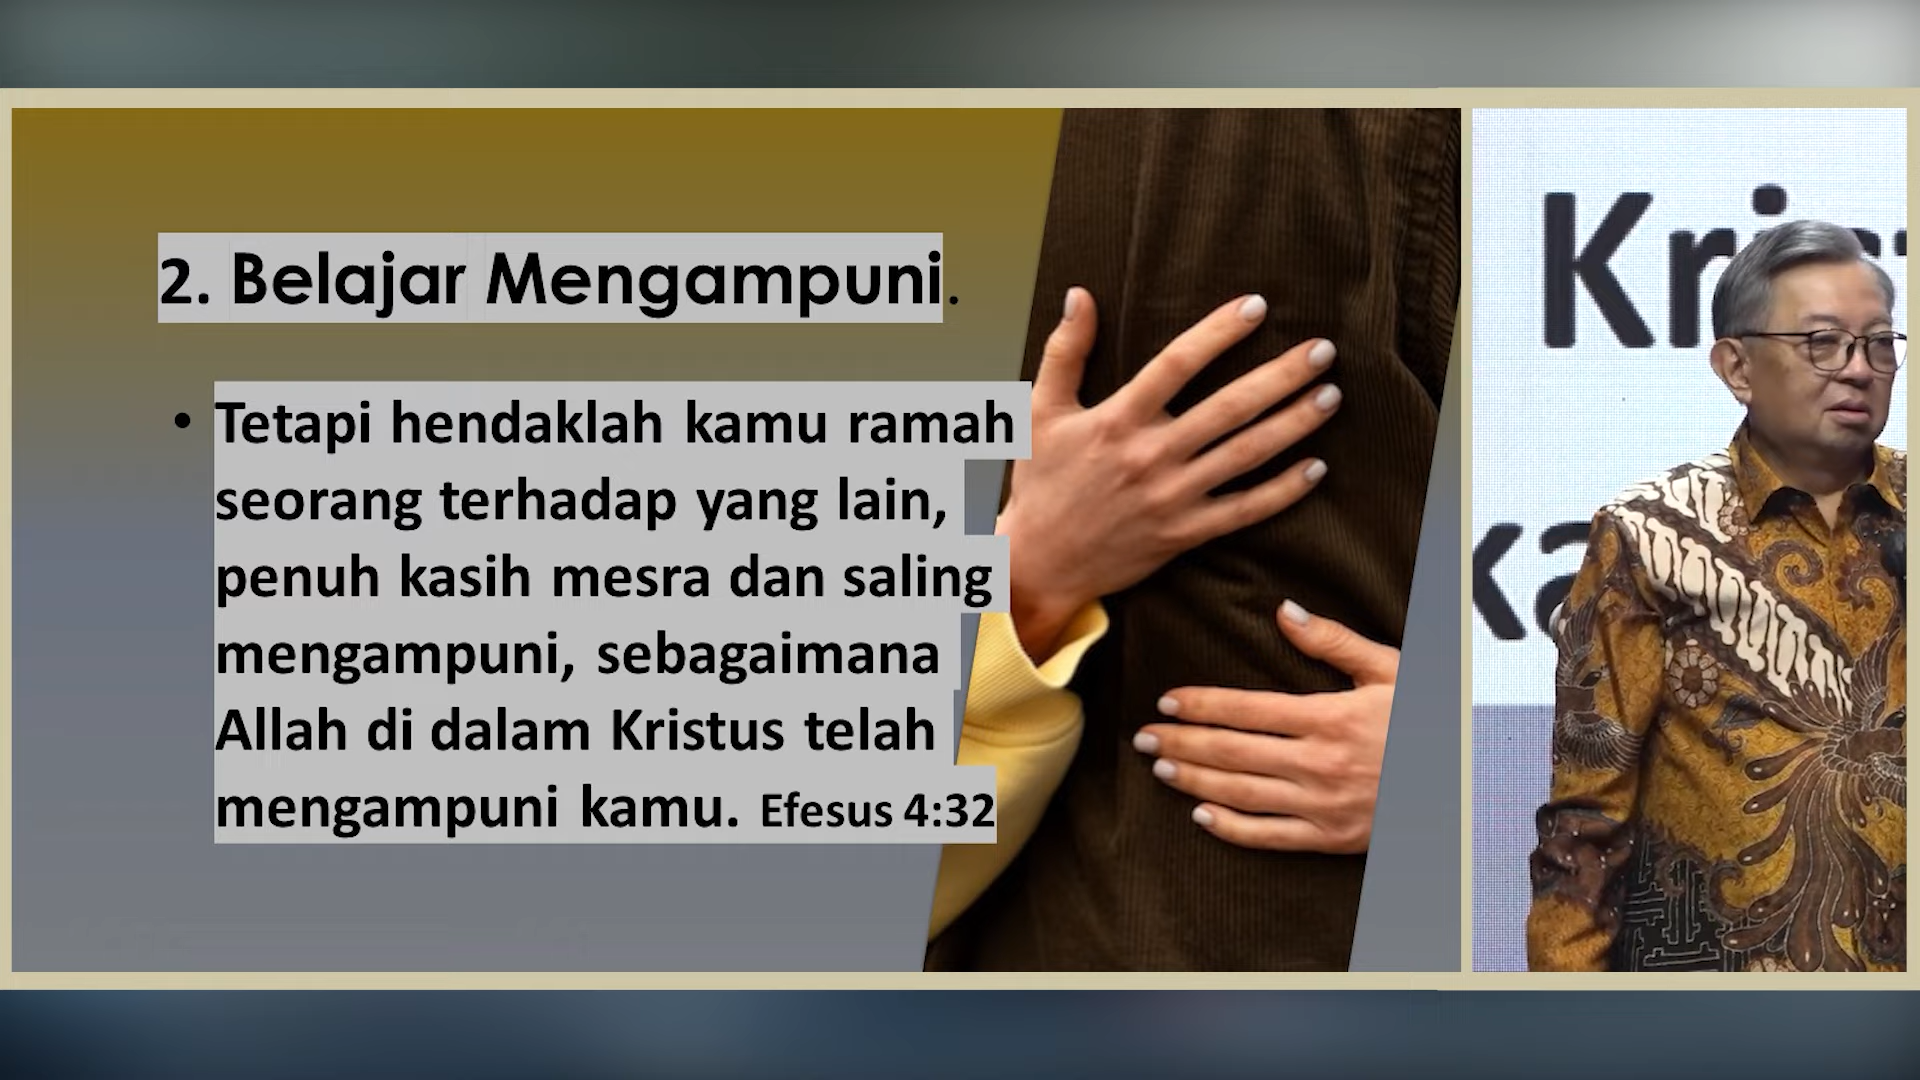 2. Belajar Mengampuni.
• Tetapi hendaklah kamu ramah
seorang terhadap yang lain,
penuh kasih mesra dan saling
mengampuni, sebagaimana
Allah di dalam Kristus telah
mengampuni kamu. Efesus 4:32